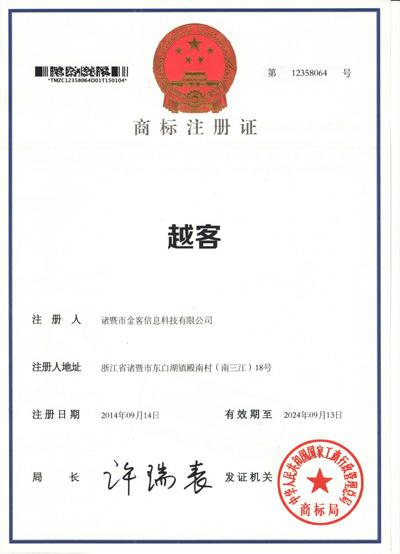 *TMZC12358064D01T150104*
第 12358064 号
商标注册证
越客
注册人 诸暨市金客信息科技有限公司
注册人地址 浙江省诸暨市东白湖镇殿南村（南三江）18号
注册日期 2014年09月14日 有效期至 2024年09月13日
局长 许瑞表 发证机关
中华人民共和国国家工商行政管理总局
商标局